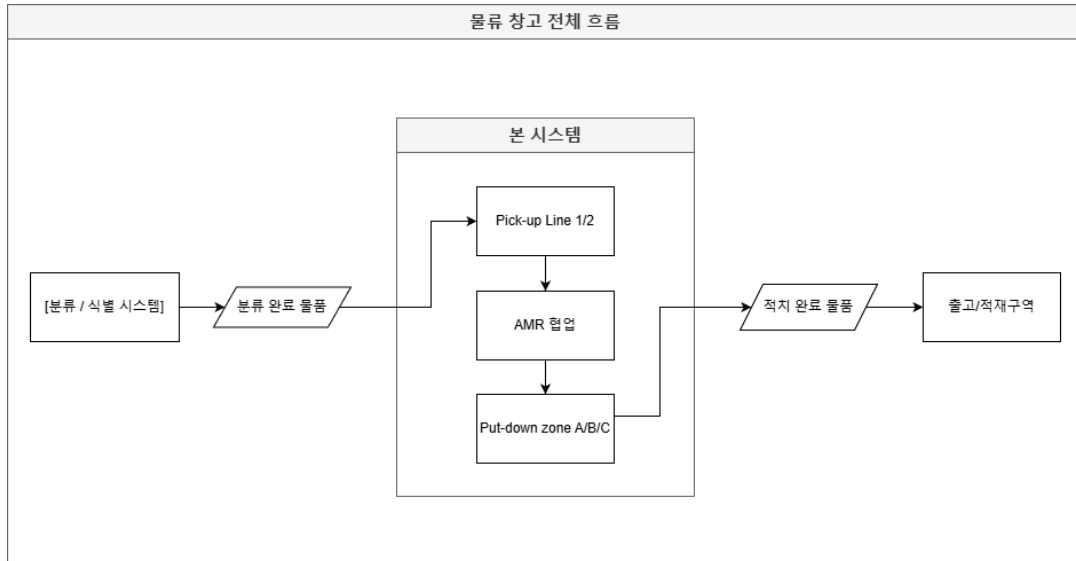 물류 창고 전체 흐름
본 시스템
[분류 / 식별 시스템]
분류 완료 물품
Pick-up Line 1/2
AMR 협업
Put-down zone A/B/C
적치 완료 물품
출고/적재구역